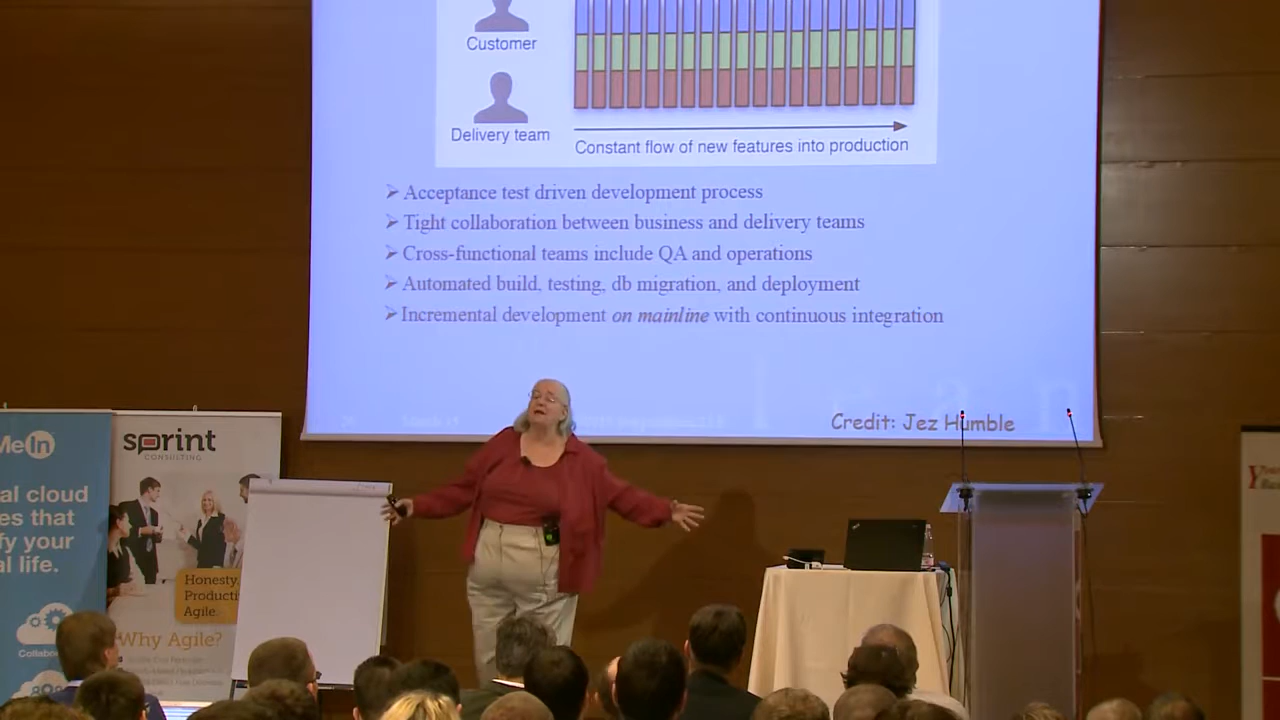 Customer
Delivery team
Constant flow of new features into production
Acceptance test driven development process
Tight collaboration between business and delivery teams
Cross-functional teams include QA and operations
Automated build, testing, db migration, and deployment
Incremental development on mainline with continuous integration
Credit: Jez Humble
MeIn
al cloud
es that
fy your
l life.
Collabo
sprint
CONSULTING
Honesty.
Producti
Agile.
Why Agile?